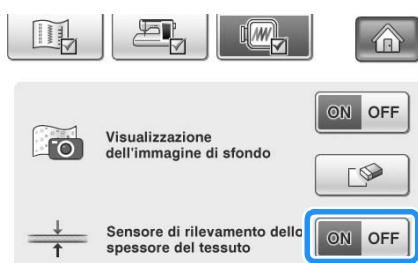 ON OFF
Visualizzazione
dell'immagine di sfondo
Sensore di rilevamento dello
spessore del tessuto
ON OFF